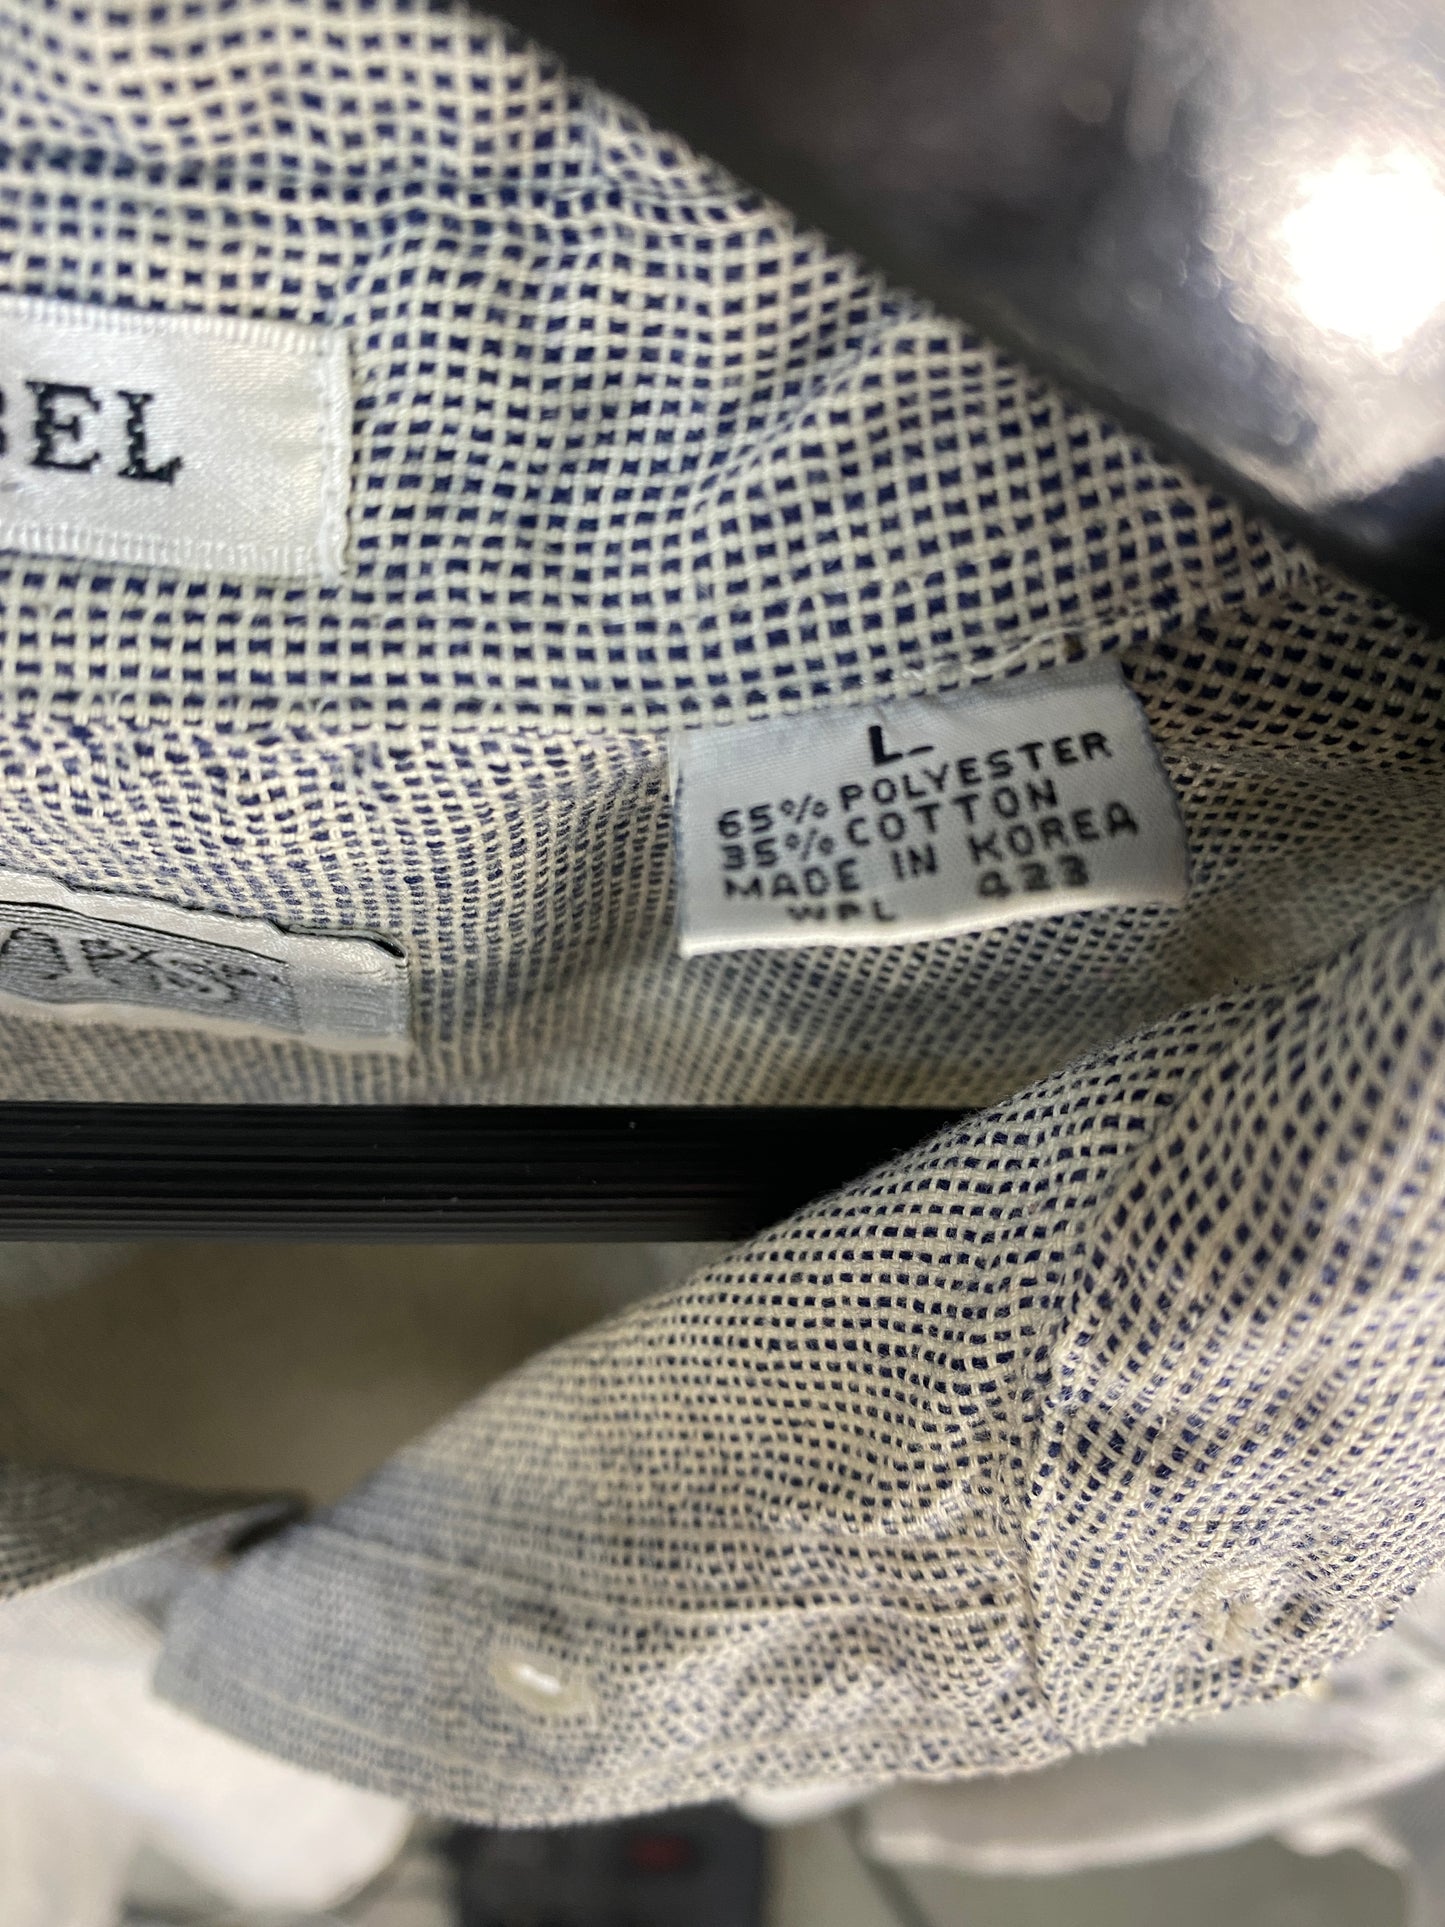 BEL
L
65% POLYESTER
35% COTTON
MADE IN KOREA
WPL 423